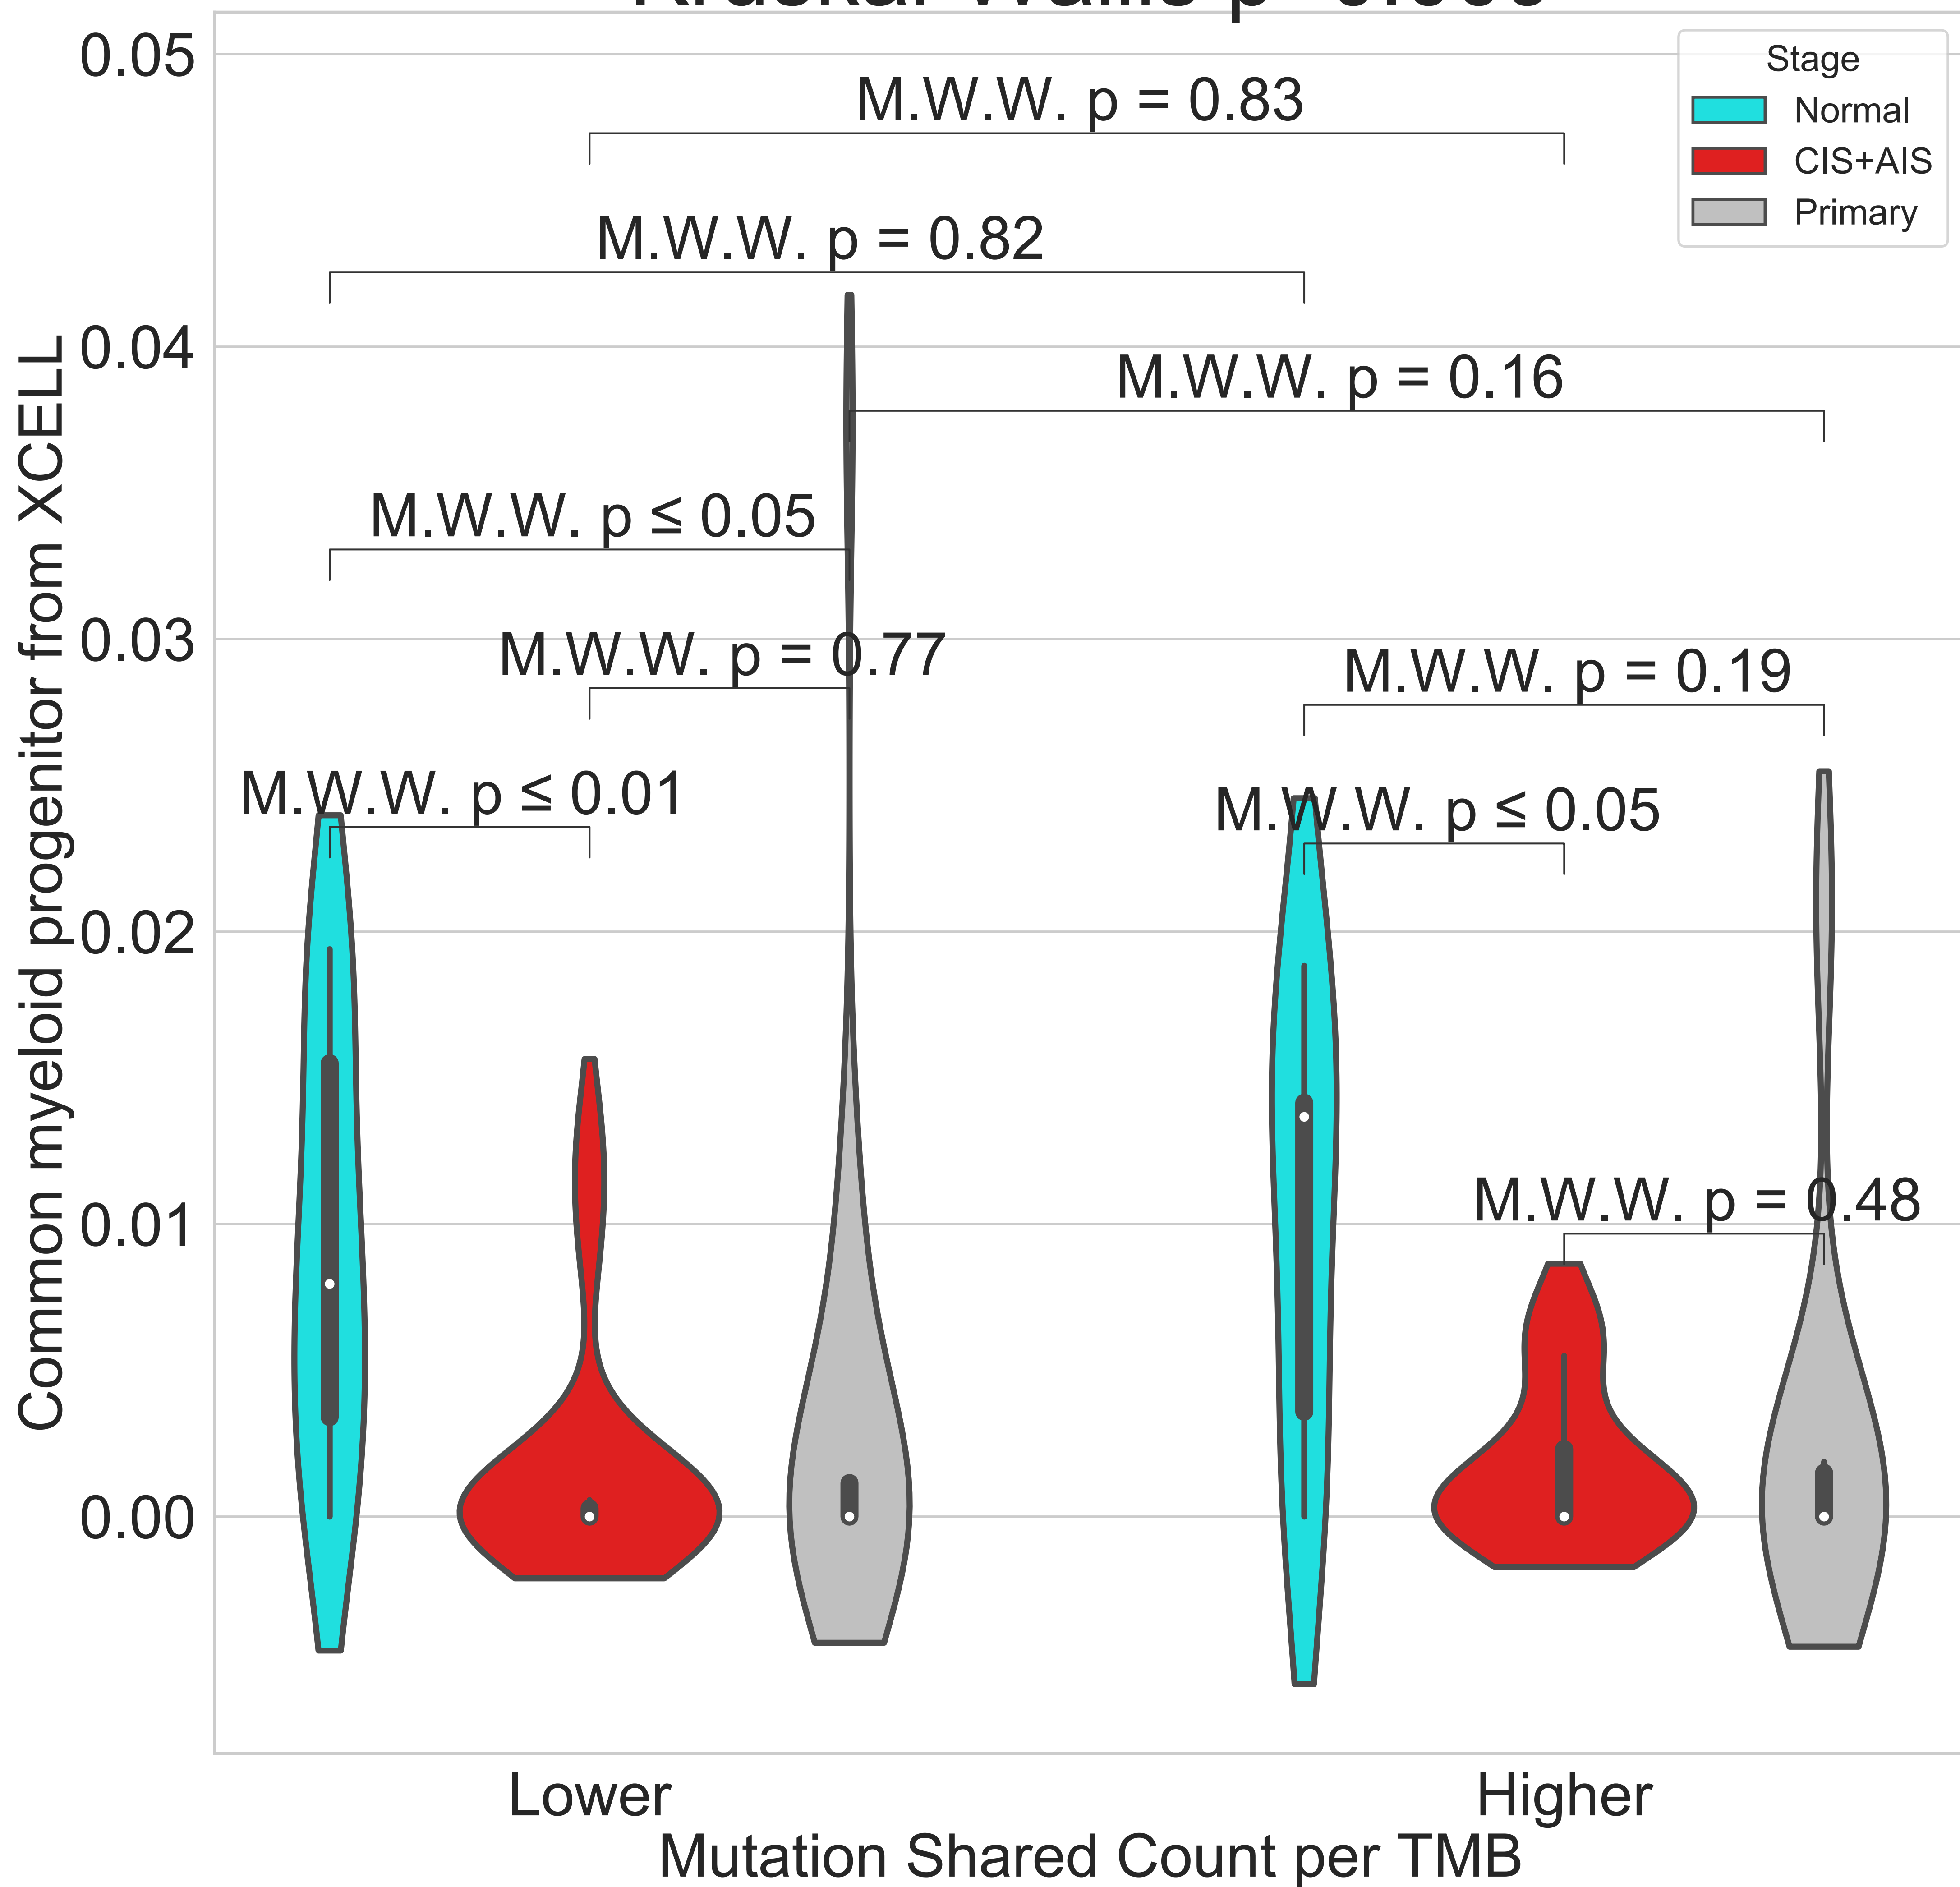 0.05
0.04
0.03
0.02
0.01
0.00
Common myeloid progenitor from XCELL
Stage
Normal
CIS+AIS
Primary
M.W.W. p = 0.83
M.W.W. p = 0.82
M.W.W. p = 0.16
M.W.W. p ≤ 0.05
M.W.W. p = 0.77
M.W.W. p = 0.19
M.W.W. p ≤ 0.01
M.W.W. p ≤ 0.05
M.W.W. p = 0.48
Lower
Higher
Mutation Shared Count per TMB